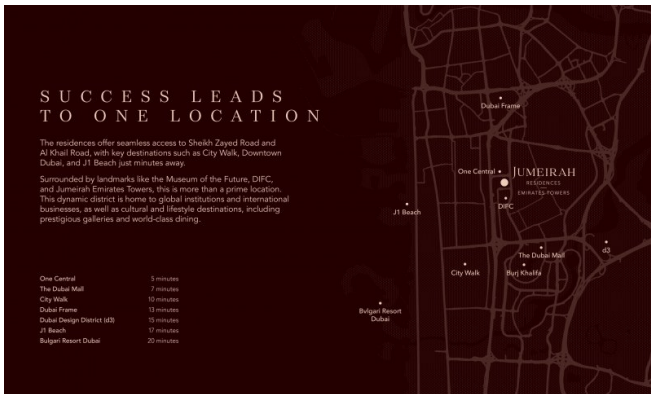 SUCCESS LEADS
TO ONE LOCATION
The residences offer seamless access to Sheikh Zayed Road and
Al Khail Road, with key destinations such as City Walk, Downtown
Dubai, and J1 Beach just minutes away.
Surrounded by landmarks like the Museum of the Future, DIFC,
and Jumeirah Emirates Towers, this is more than a prime location.
This dynamic district is home to global institutions and international
businesses, as well as cultural and lifestyle destinations, including
prestigious galleries and world-class dining.
One Central 5 minutes
The Dubai Mall 7 minutes
City Walk 10 minutes
Dubai Frame 13 minutes
Dubai Design District (d3) 15 minutes
J1 Beach 17 minutes
Bulgari Resort Dubai 20 minutes
Dubai Frame
One Central
JUMEIRAH
RESIDENCES
EMIRATES TOWERS
DIFC
J1 Beach
d3
The Dubai Mall
City Walk
Burj Khalifa
Bvlgari Resort
Dubai